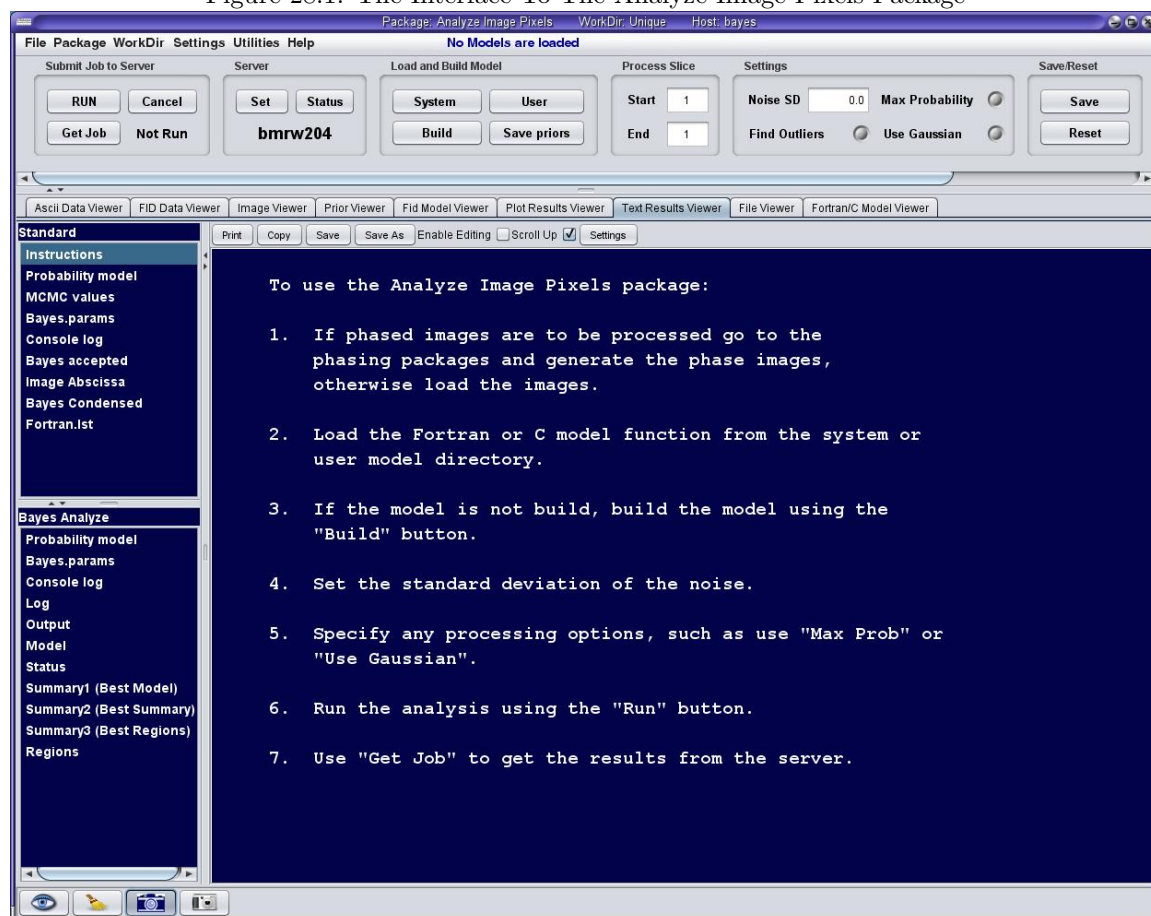 Figure 28.1: The Interface To The Analyze Image Pixels Package
Package: Analyze Image Pixels WorkDir: Unique Host: bayes
File Package WorkDir Settings Utilities Help No Models are loaded
Submit Job to Server Server Load and Build Model Process Slice Settings Save/Reset
RUN Cancel Set Status System User Start 1 Noise SD 0.0 Max Probability Save
Get Job Not Run bmrw204 Build Save priors End 1 Find Outliers Use Gaussian Reset
Ascii Data Viewer FID Data Viewer Image Viewer Prior Viewer Fid Model Viewer Plot Results Viewer Text Results Viewer File Viewer Fortran/C Model Viewer
Print Copy Save Save As Enable Editing Scroll Up Settings
Standard
Instructions
Probability model
MCMC values
Bayes.params
Console log
Bayes accepted
Image Abscissa
Bayes Condensed
Fortran.lst
Bayes Analyze
Probability model
Bayes.params
Console log
Log
Output
Model
Status
Summary1 (Best Model)
Summary2 (Best Summary)
Summary3 (Best Regions)
Regions
To use the Analyze Image Pixels package:
1. If phased images are to be processed go to the
phasing packages and generate the phase images,
otherwise load the images.
2. Load the Fortran or C model function from the system or
user model directory.
3. If the model is not build, build the model using the
"Build" button.
4. Set the standard deviation of the noise.
5. Specify any processing options, such as use "Max Prob" or
"Use Gaussian".
6. Run the analysis using the "Run" button.
7. Use "Get Job" to get the results from the server.